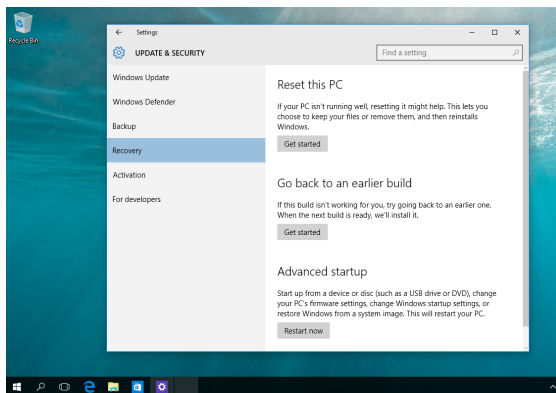 Recycle Bin
Settings
UPDATE & SECURITY
Find a setting
Windows Update
Windows Defender
Backup
Recovery
Activation
For developers
Reset this PC
If your PC isn't running well, resetting it might help. This lets you
choose to keep your files or remove them, and then reinstalls
Windows.
Get started
Go back to an earlier build
If this build isn't working for you, try going back to an earlier one.
When the next build is ready, we'll install it.
Get started
Advanced startup
Start up from a device or disc (such as a USB drive or DVD), change
your PC's firmware settings, change Windows startup settings, or
restore Windows from a system image. This will restart your PC.
Restart now